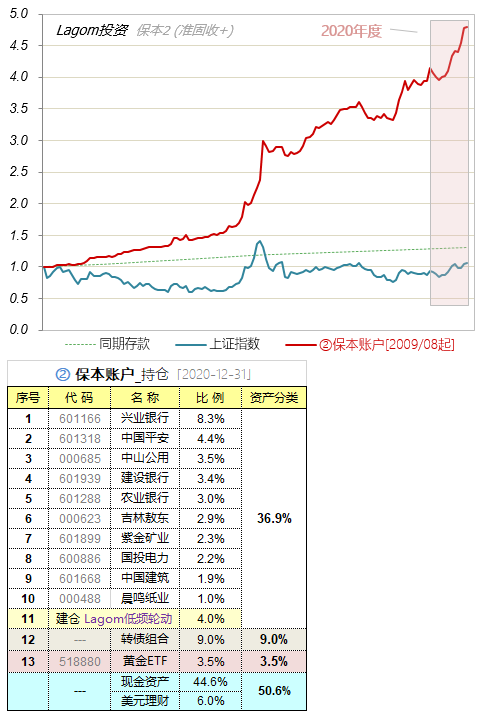 5.0
Lagom投资 保本2 (准固收+)
2020年度
4.5
4.0
3.5
3.0
2.5
2.0
1.5
1.0
0.5
0.0
同期存款 上证指数 ②保本账户[2009/08起]
② 保本账户_持仓 [2020-12-31]
序号 代 码 名 称 比 例 资产分类
1 601166 兴业银行 8.3%
2 601318 中国平安 4.4%
3 000685 中山公用 3.5%
4 601939 建设银行 3.4%
5 601288 农业银行 3.0%
6 000623 吉林敖东 2.9% 36.9%
7 601899 紫金矿业 2.3%
8 600886 国投电力 2.2%
9 601668 中国建筑 1.9%
10 000488 晨鸣纸业 1.0%
11 建仓 Lagom低频轮动 4.0%
12 --- 转债组合 9.0% 9.0%
13 518880 黄金ETF 3.5% 3.5%
--- 现金资产 44.6% 50.6%
美元理财 6.0%